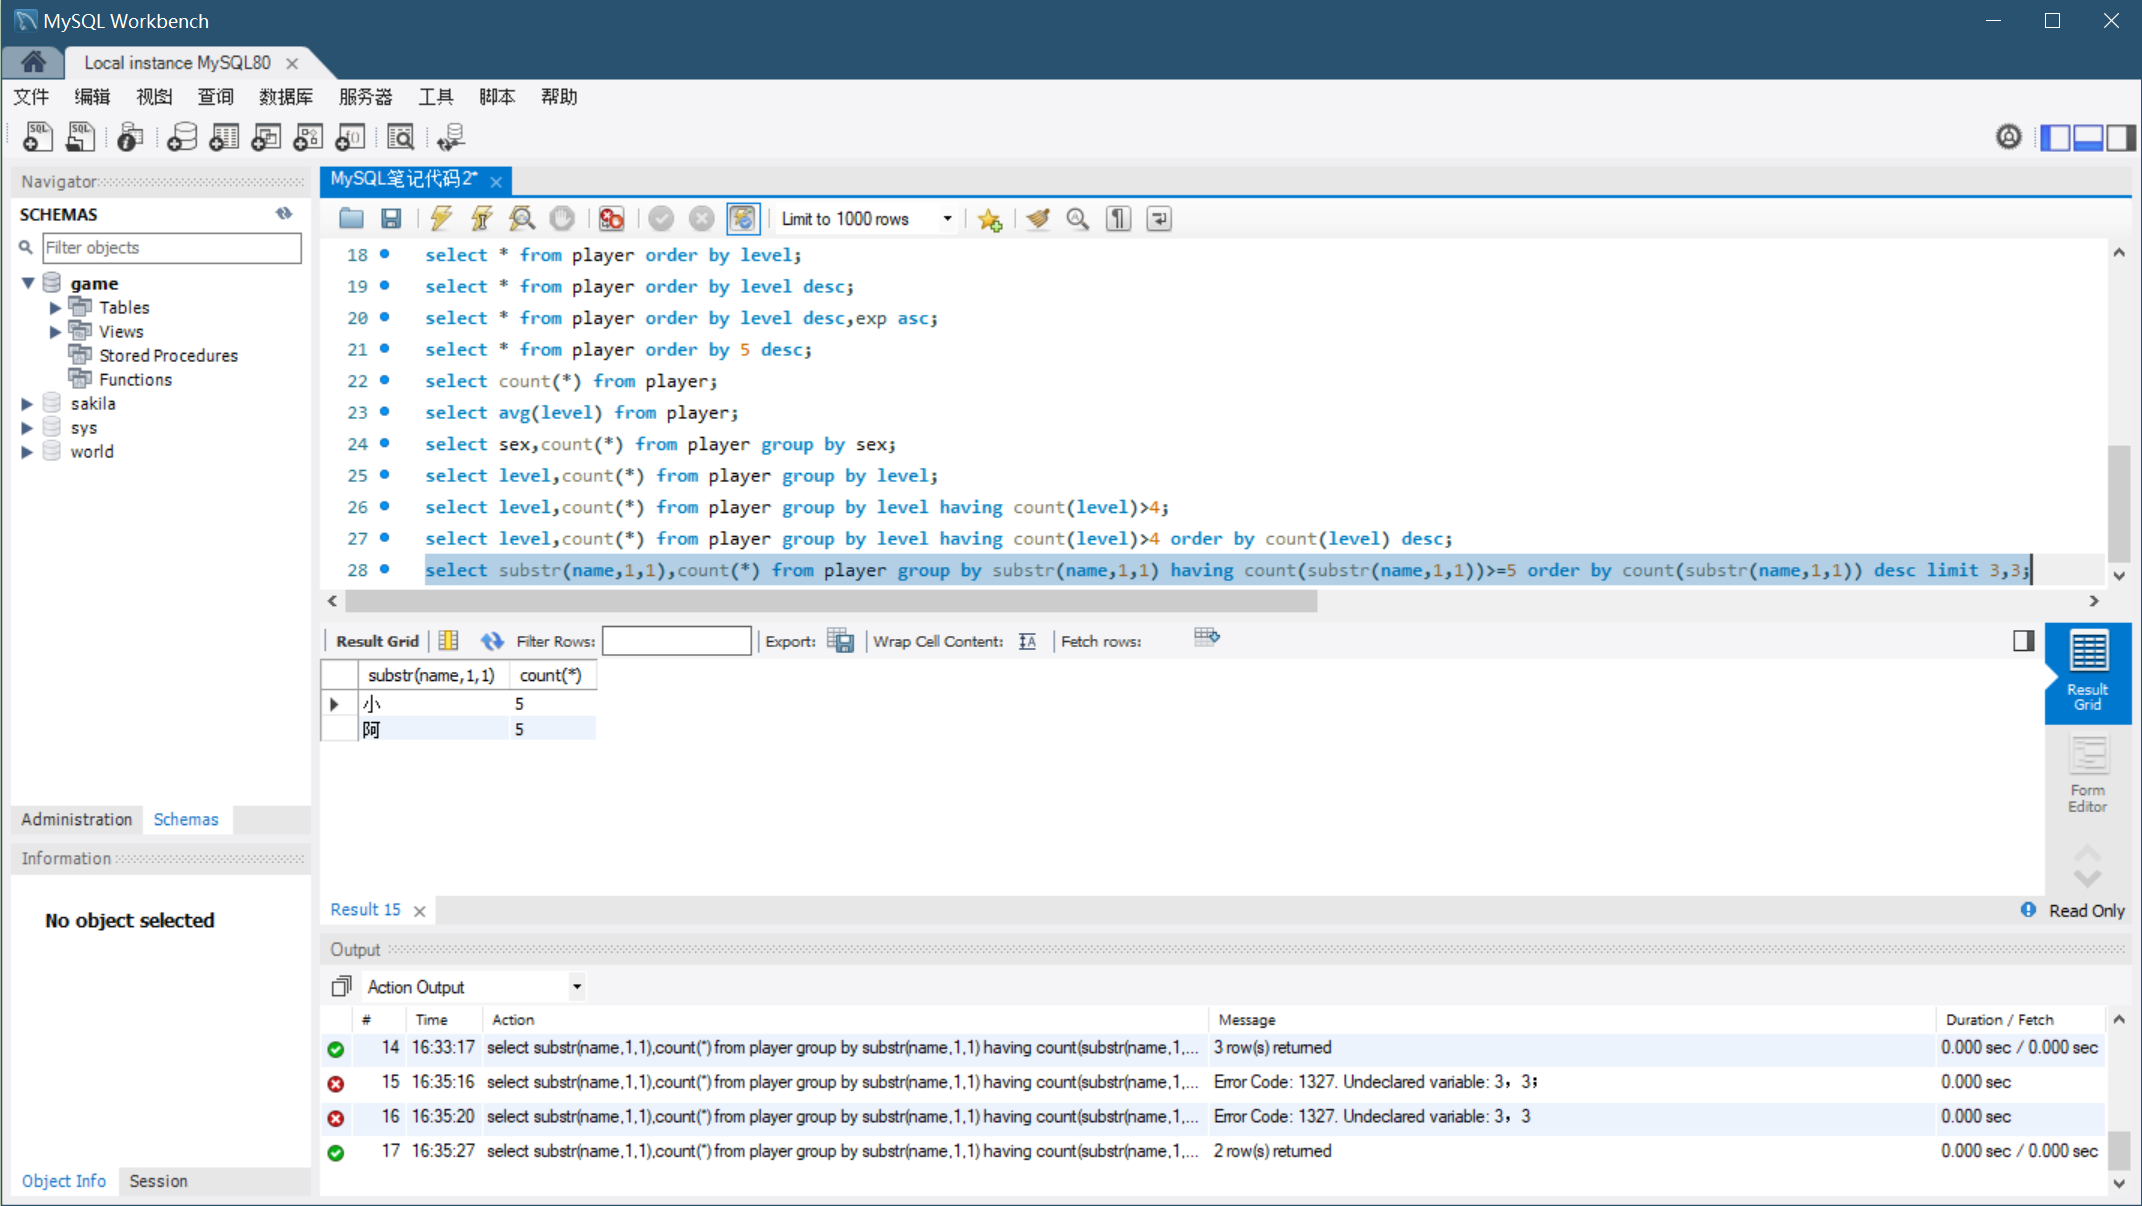 MySQL Workbench
Local instance MySQL80
文件 编辑 视图 查询 数据库 服务器 工具 脚本 帮助
Navigator
SCHEMAS
Filter objects
game
Tables
Views
Stored Procedures
Functions
sakila
sys
world
Administration Schemas
Information
No object selected
Object Info Session
MySQL笔记代码2*
Limit to 1000 rows
18 select * from player order by level;
19 select * from player order by level desc;
20 select * from player order by level desc,exp asc;
21 select * from player order by 5 desc;
22 select count(*) from player;
23 select avg(level) from player;
24 select sex,count(*) from player group by sex;
25 select level,count(*) from player group by level;
26 select level,count(*) from player group by level having count(level)>4;
27 select level,count(*) from player group by level having count(level)>4 order by count(level) desc;
28 select substr(name,1,1),count(*) from player group by substr(name,1,1) having count(substr(name,1,1))>=5 order by count(substr(name,1,1)) desc limit 3,3;
Result Grid Filter Rows: Export: Wrap Cell Content: Fetch rows:
substr(name,1,1) count(*)
小 5
阿 5
Result Grid
Form Editor
Result 15
Read Only
Output
Action Output
# Time Action Message Duration / Fetch
14 16:33:17 select substr(name,1,1),count(*) from player group by substr(name,1,1) having count(substr(name,1,... 3 row(s) returned 0.000 sec / 0.000 sec
15 16:35:16 select substr(name,1,1),count(*) from player group by substr(name,1,1) having count(substr(name,1,... Error Code: 1327. Undeclared variable: 3，3； 0.000 sec
16 16:35:20 select substr(name,1,1),count(*) from player group by substr(name,1,1) having count(substr(name,1,... Error Code: 1327. Undeclared variable: 3，3 0.000 sec
17 16:35:27 select substr(name,1,1),count(*) from player group by substr(name,1,1) having count(substr(name,1,... 2 row(s) returned 0.000 sec / 0.000 sec